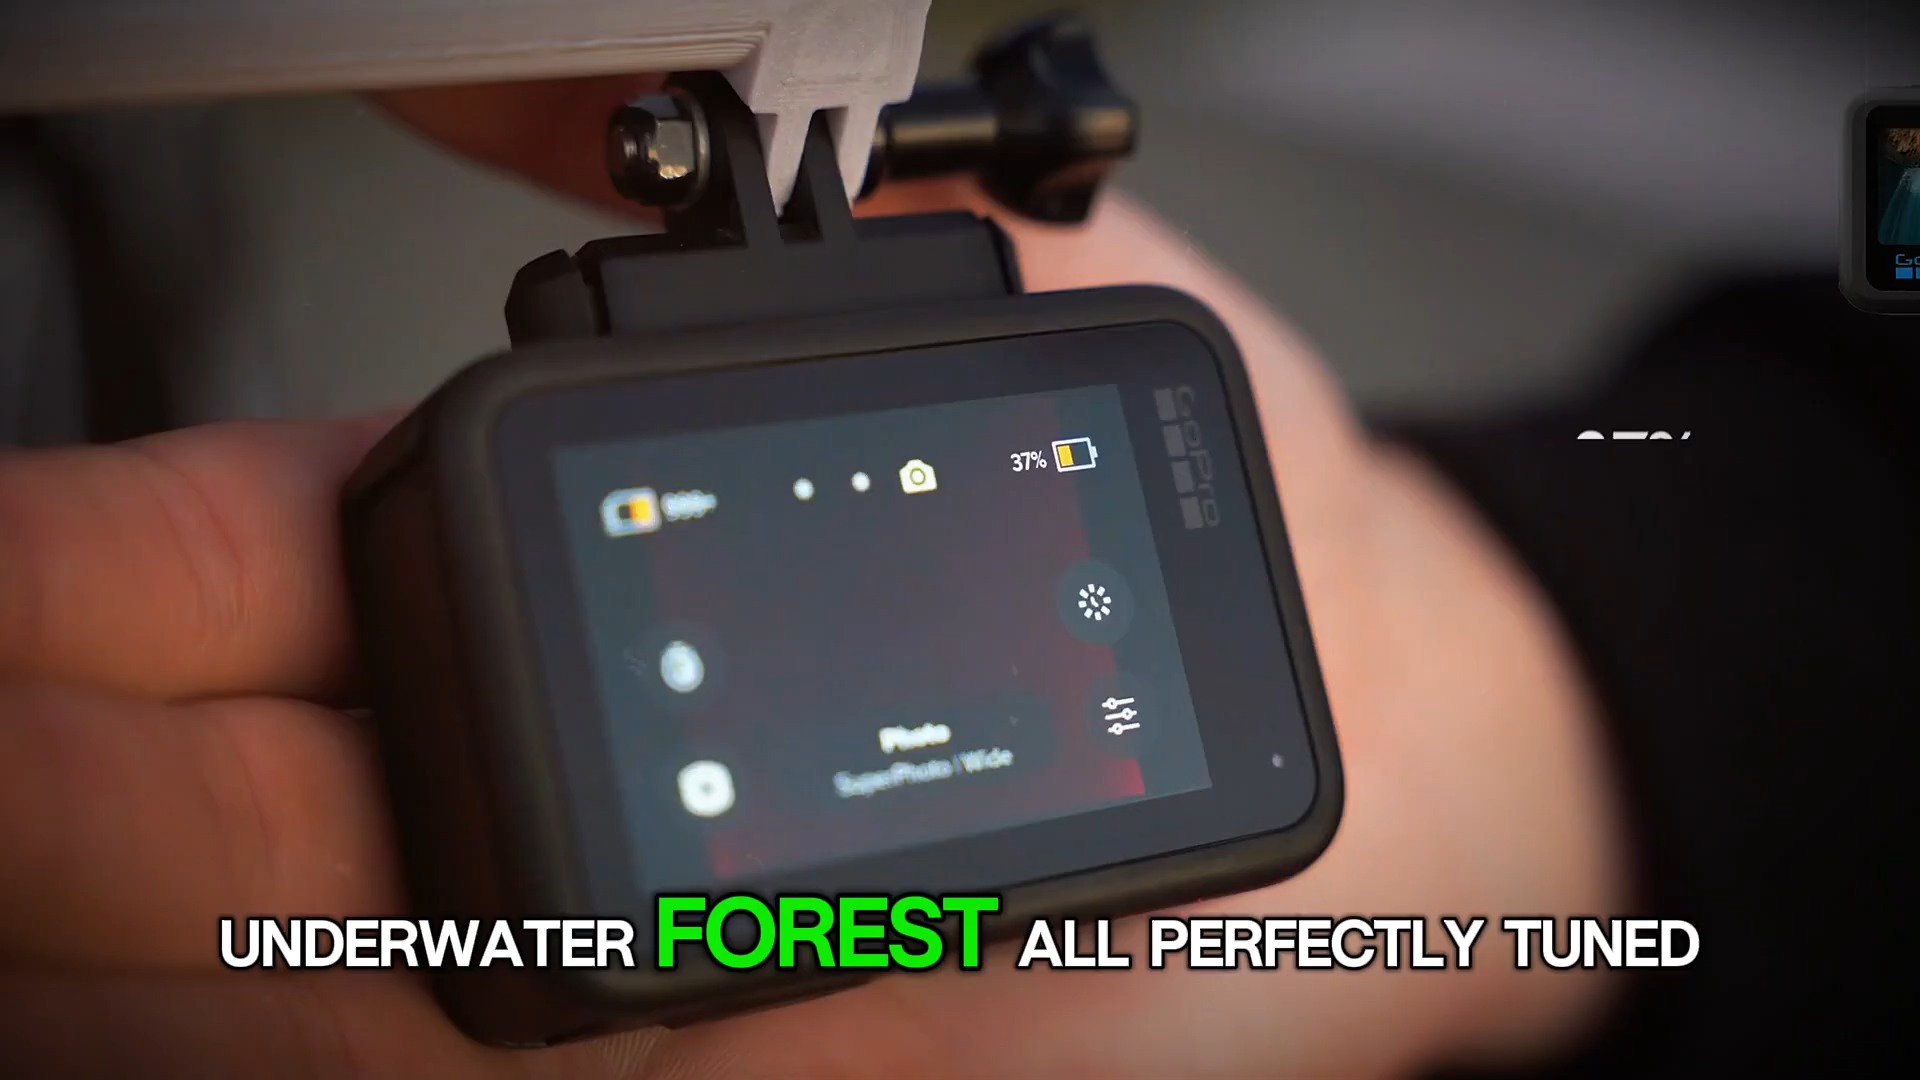 37%
GoPro
Photo
SuperPhoto | Wide
UNDERWATER FOREST ALL PERFECTLY TUNED